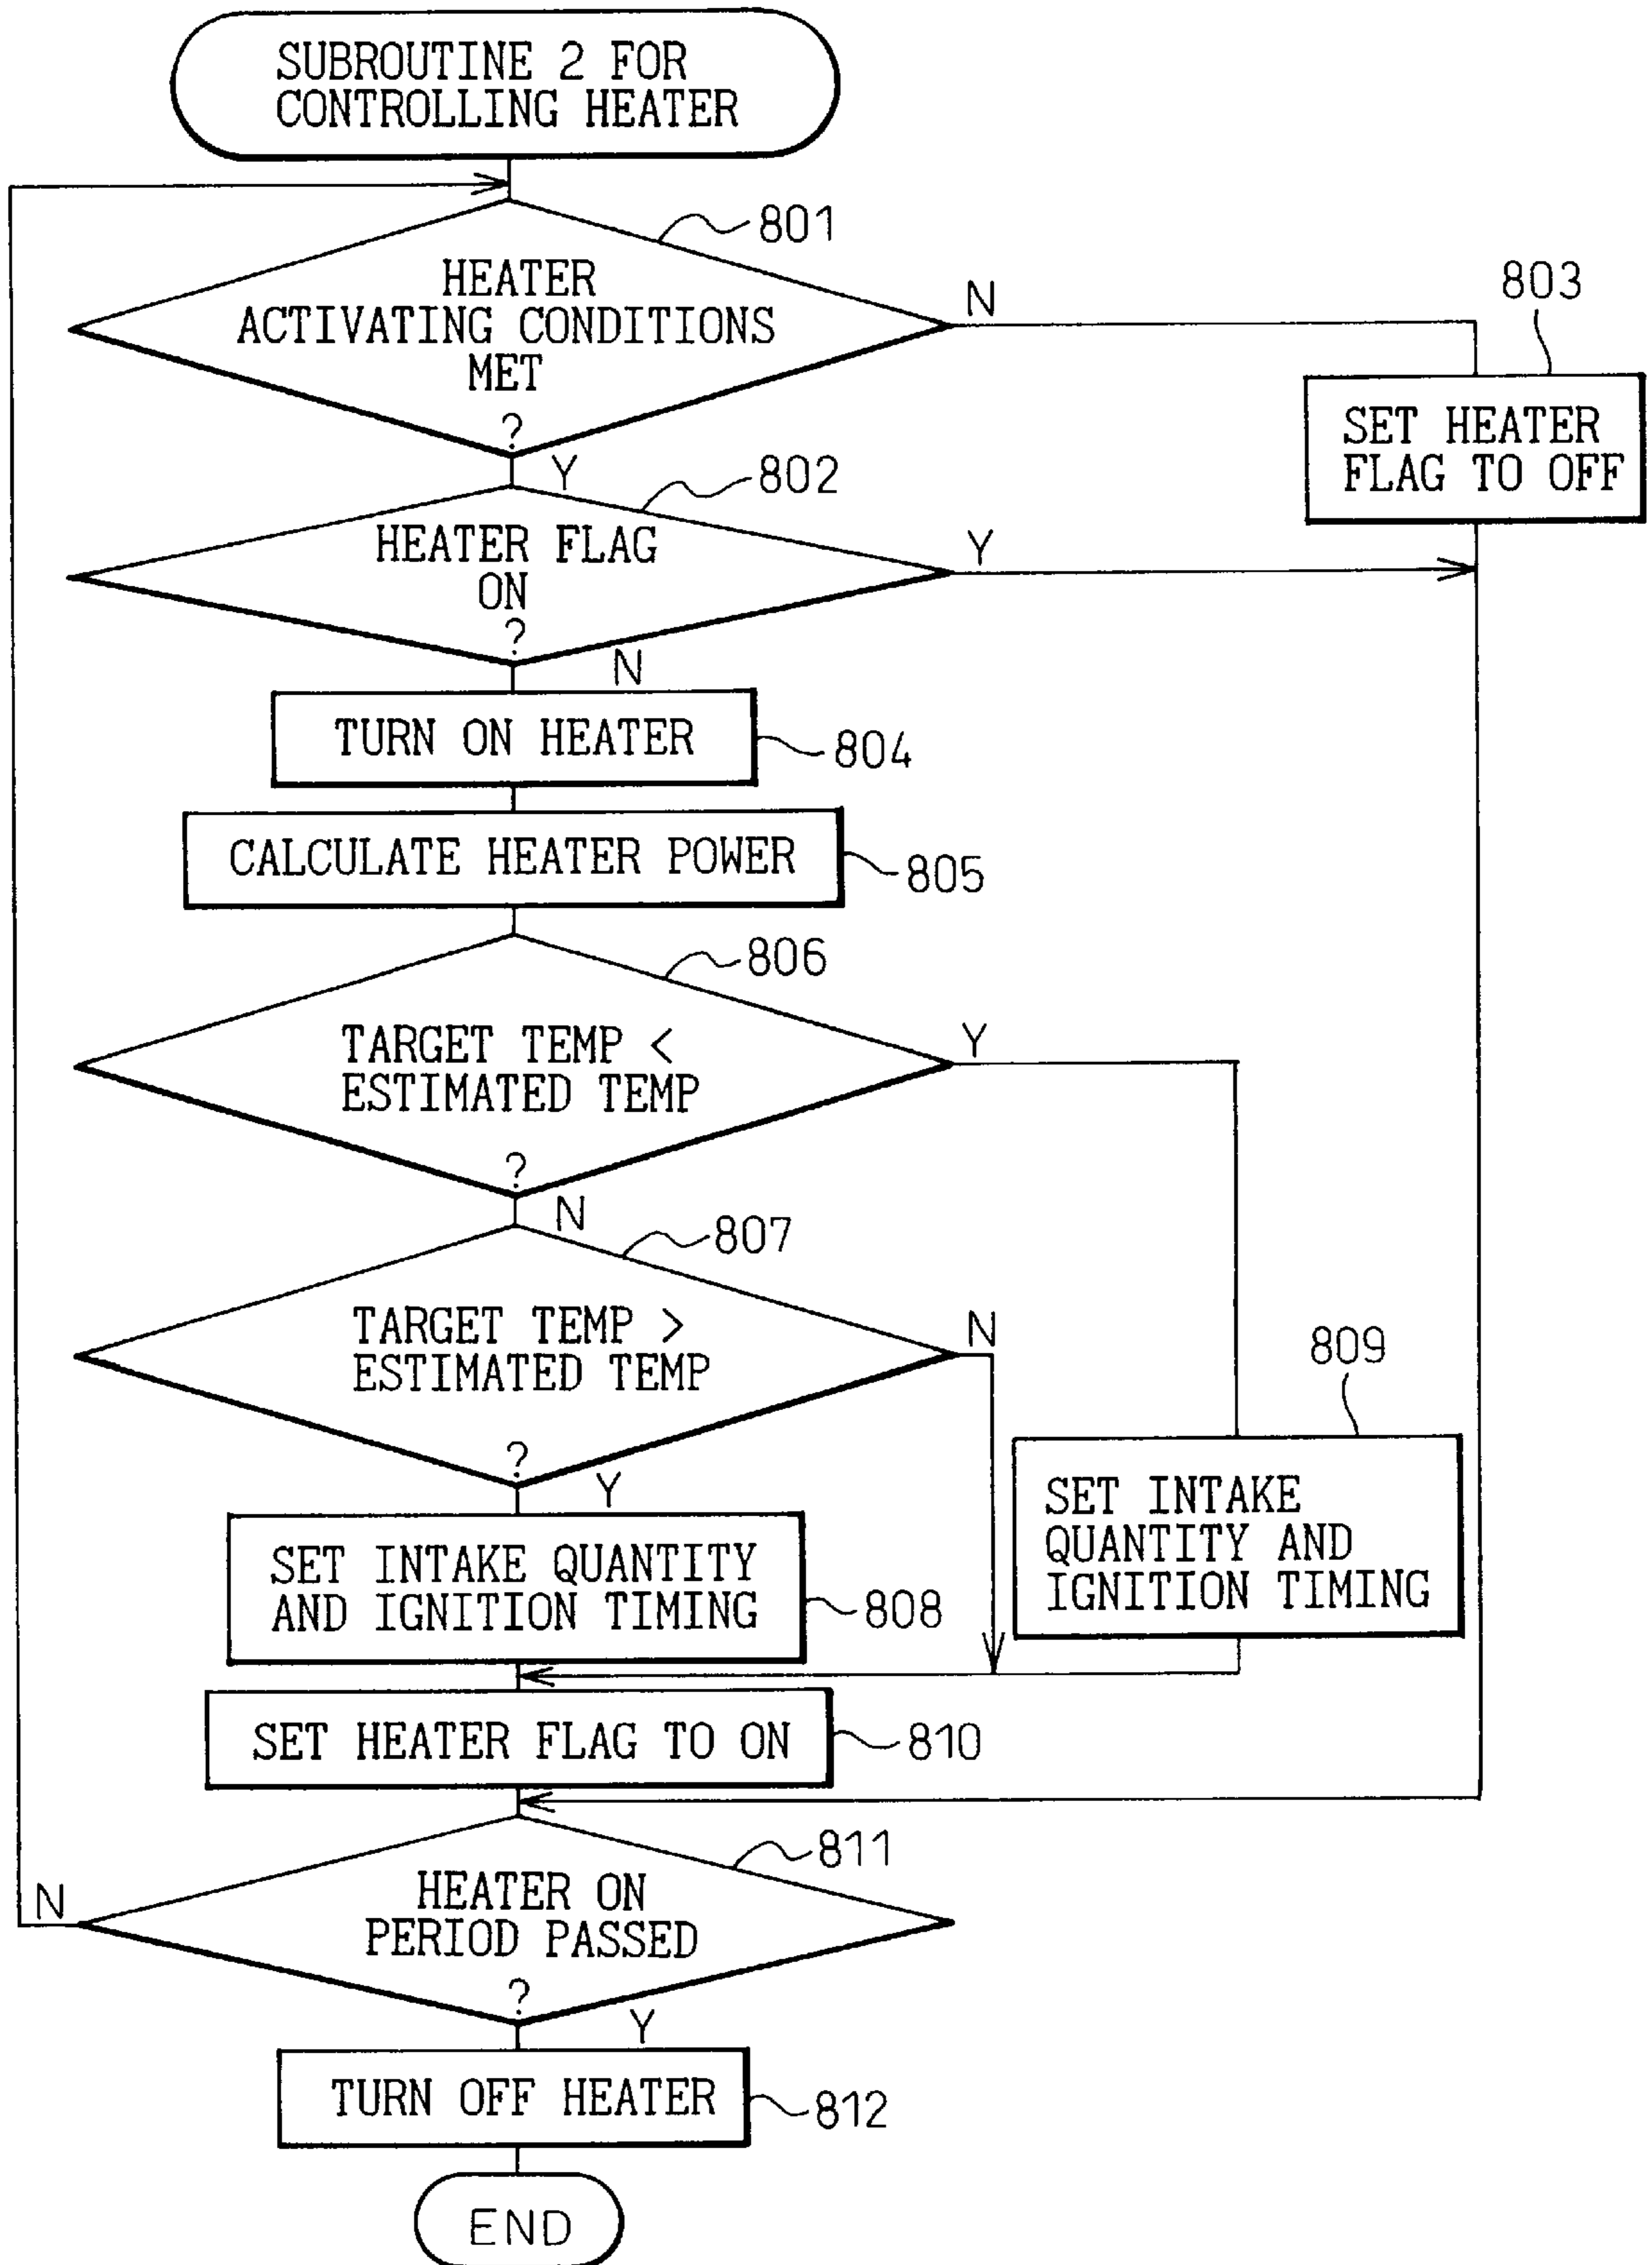 SUBROUTINE 2 FOR
CONTROLLING HEATER
801
HEATER
ACTIVATING CONDITIONS
MET
?
N
803
SET HEATER
FLAG TO OFF
Y
802
HEATER FLAG
ON
?
Y
N
TURN ON HEATER
804
CALCULATE HEATER POWER
805
806
TARGET TEMP <
ESTIMATED TEMP
?
Y
N
807
TARGET TEMP >
ESTIMATED TEMP
?
N
Y
809
SET INTAKE
QUANTITY AND
IGNITION TIMING
SET INTAKE QUANTITY
AND IGNITION TIMING
808
SET HEATER FLAG TO ON
810
811
HEATER ON
PERIOD PASSED
?
N
Y
TURN OFF HEATER
812
END